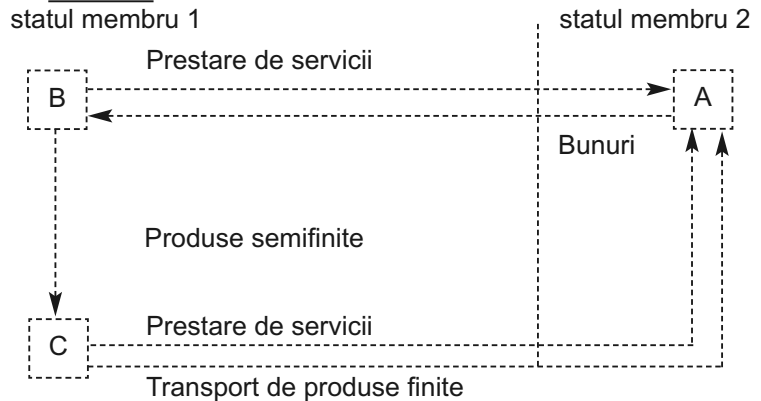 statul membru 1 statul membru 2
Prestare de servicii
B A
Bunuri
Produse semifinite
Prestare de servicii
C
Transport de produse finite